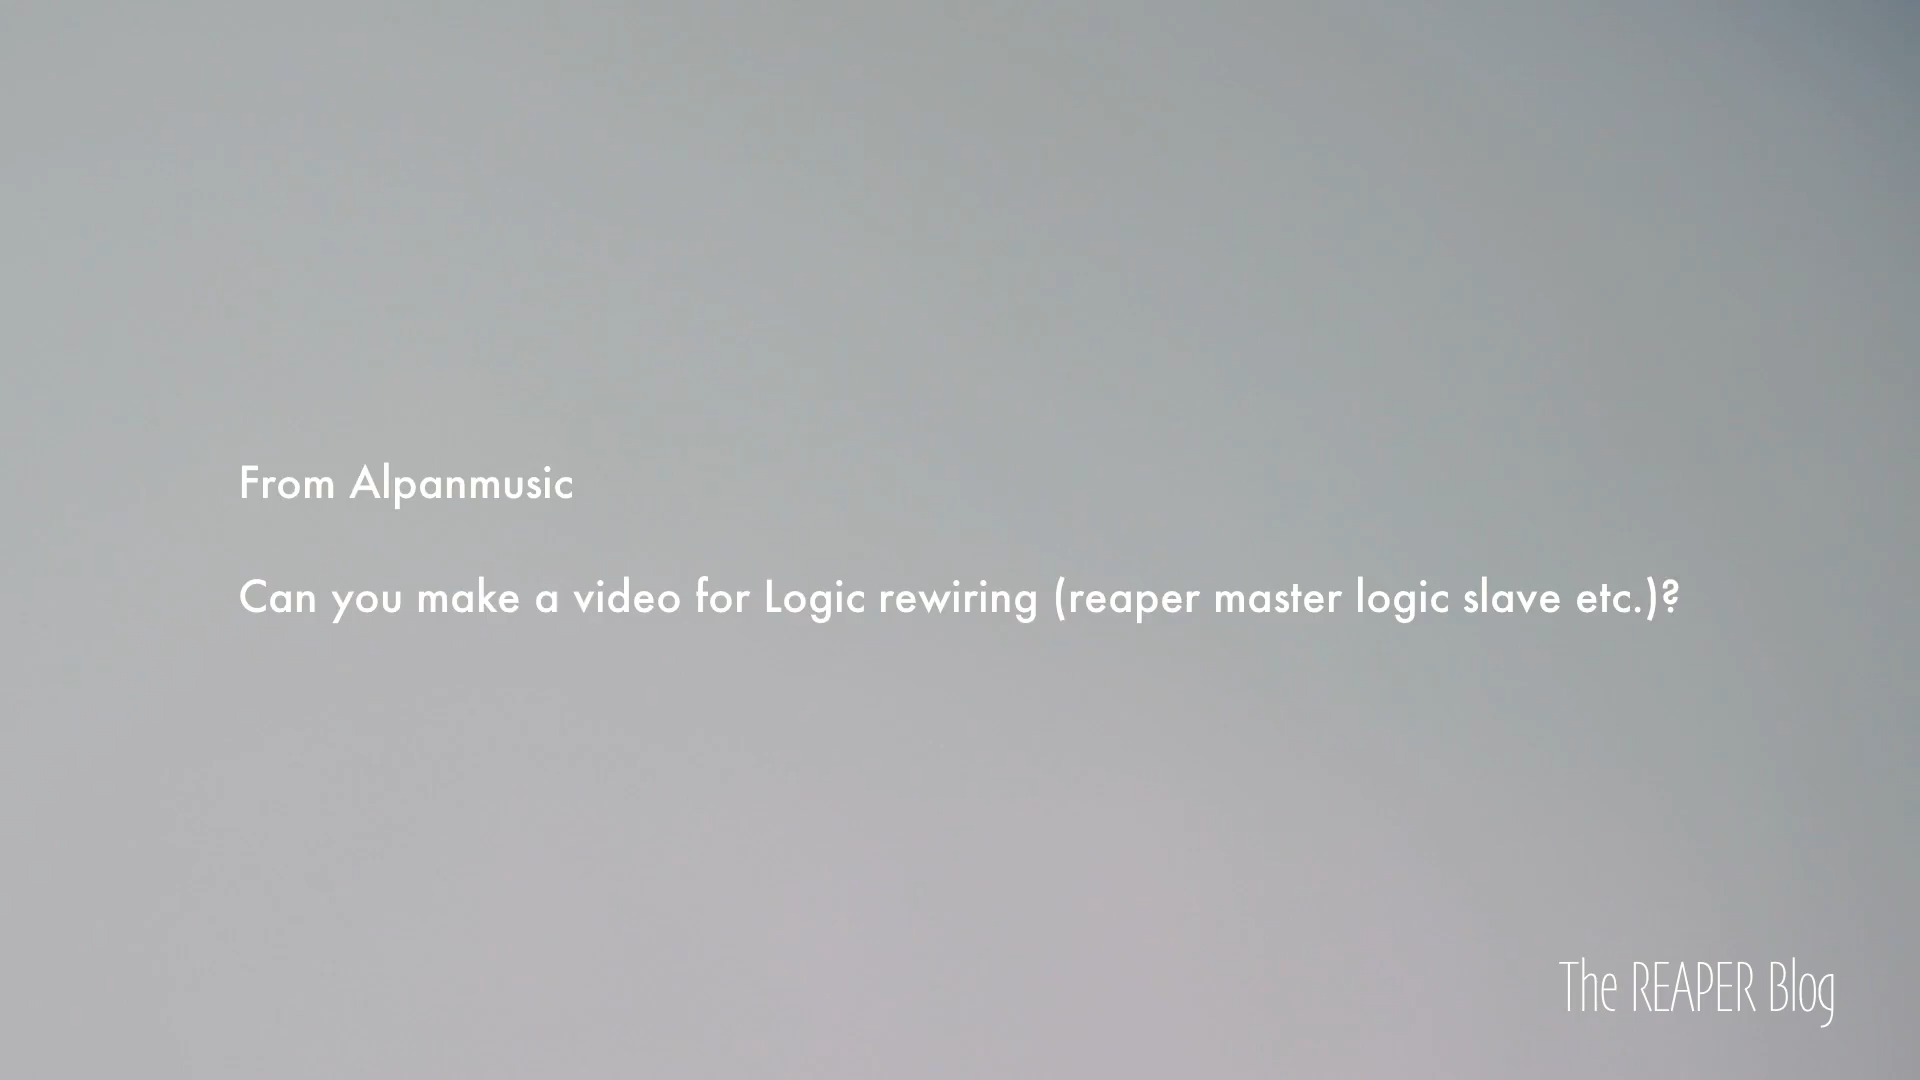 From Alpanmusic
Can you make a video for Logic rewiring (reaper master logic slave etc.)?
The REAPER Blog